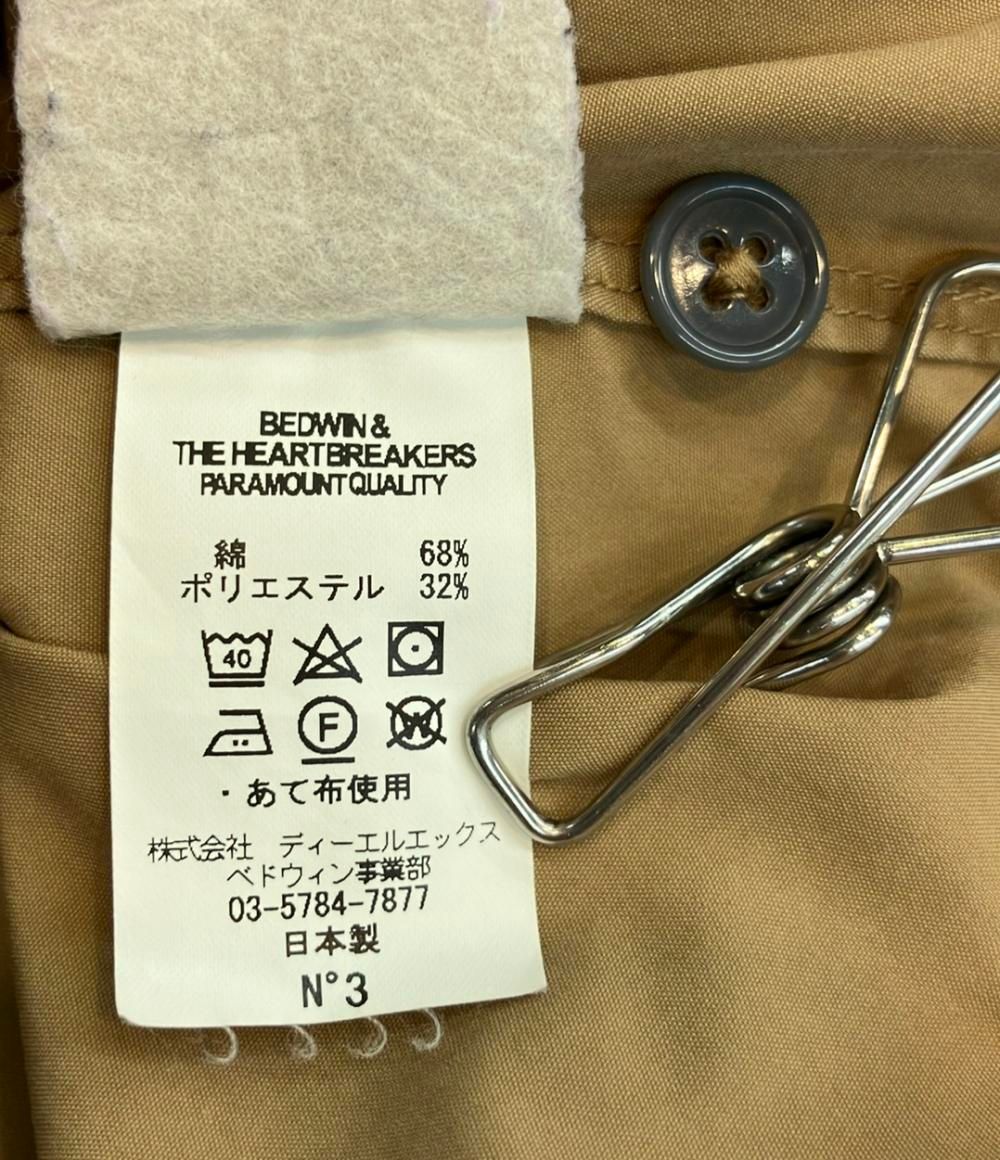 BEDWIN &
THE HEARTBREAKERS
PARAMOUNT QUALITY
綿 68%
ポリエステル 32%
40
F
W
・あて布使用
株式会社 ディーエルエックス
ベドウィン事業部
03-5784-7877
日本製
N°3